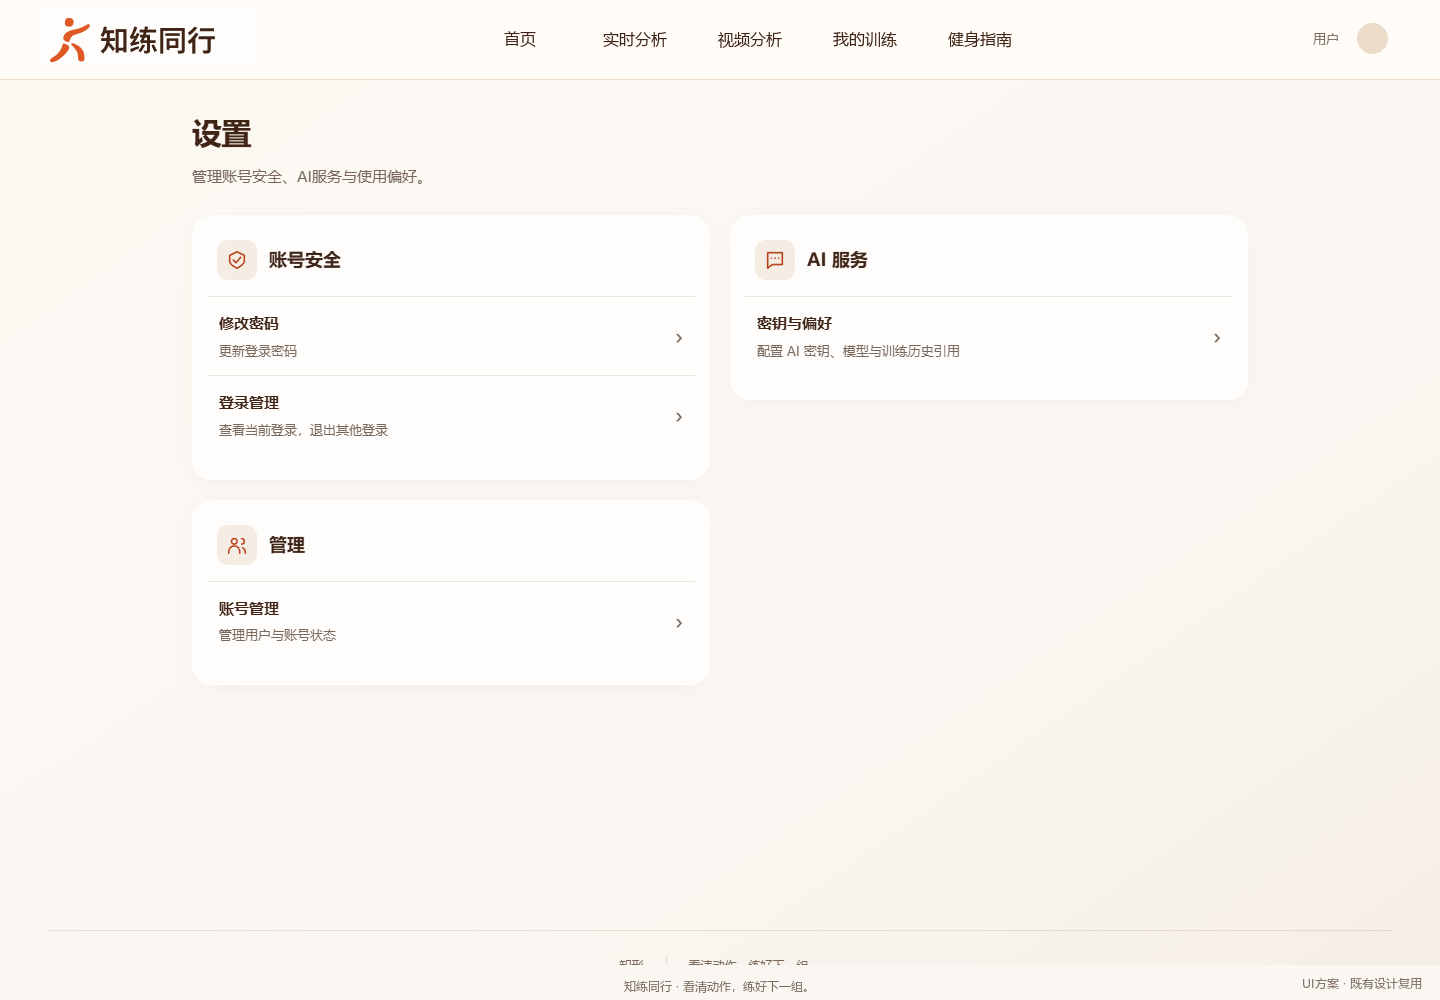 知练同行
首页 实时分析 视频分析 我的训练 健身指南
用户
设置
管理账号安全、AI服务与使用偏好。
账号安全
修改密码
更新登录密码
登录管理
查看当前登录，退出其他登录
AI 服务
密钥与偏好
配置 AI 密钥、模型与训练历史引用
管理
账号管理
管理用户与账号状态
知练同行 · 看清动作，练好下一组。
UI方案 · 既有设计复用